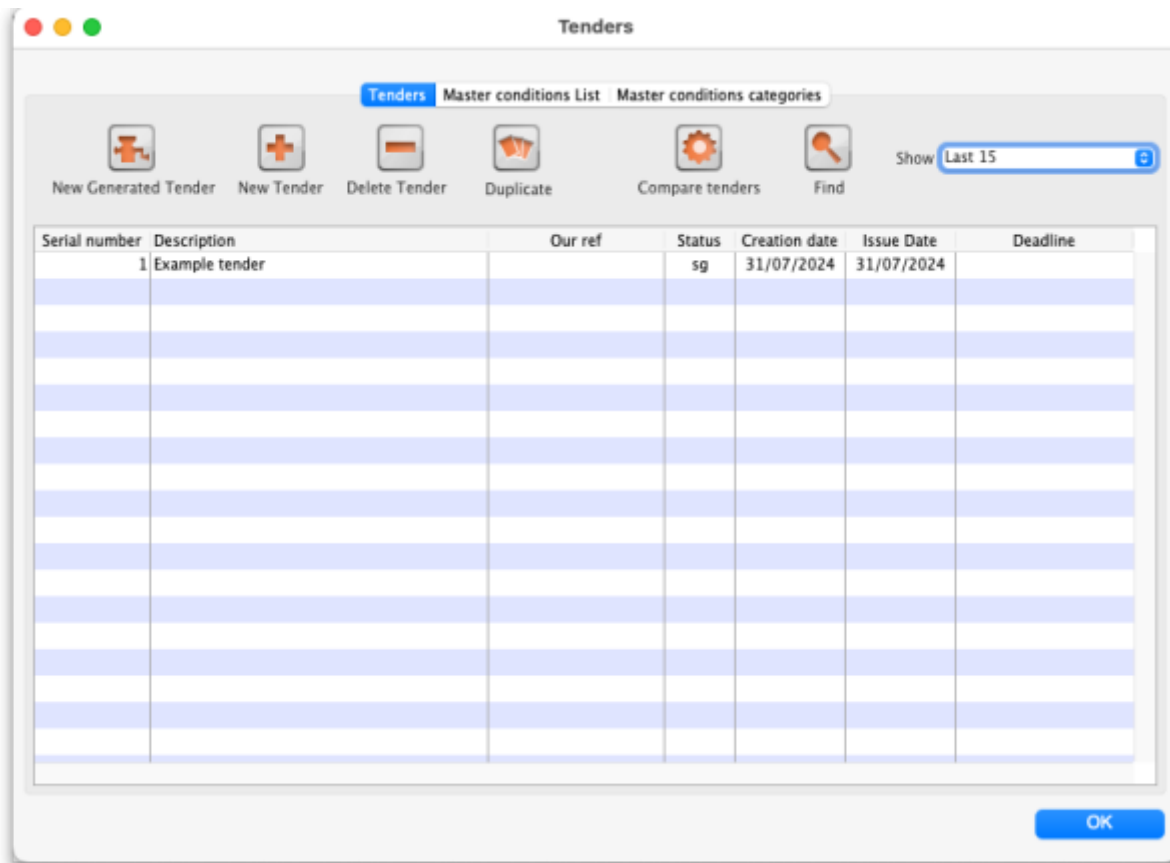 Tenders
Tenders Master conditions List Master conditions categories
New Generated Tender New Tender Delete Tender Duplicate Compare tenders Find Show Last 15
Serial number Description Our ref Status Creation date Issue Date Deadline
1 Example tender sg 31/07/2024 31/07/2024
OK